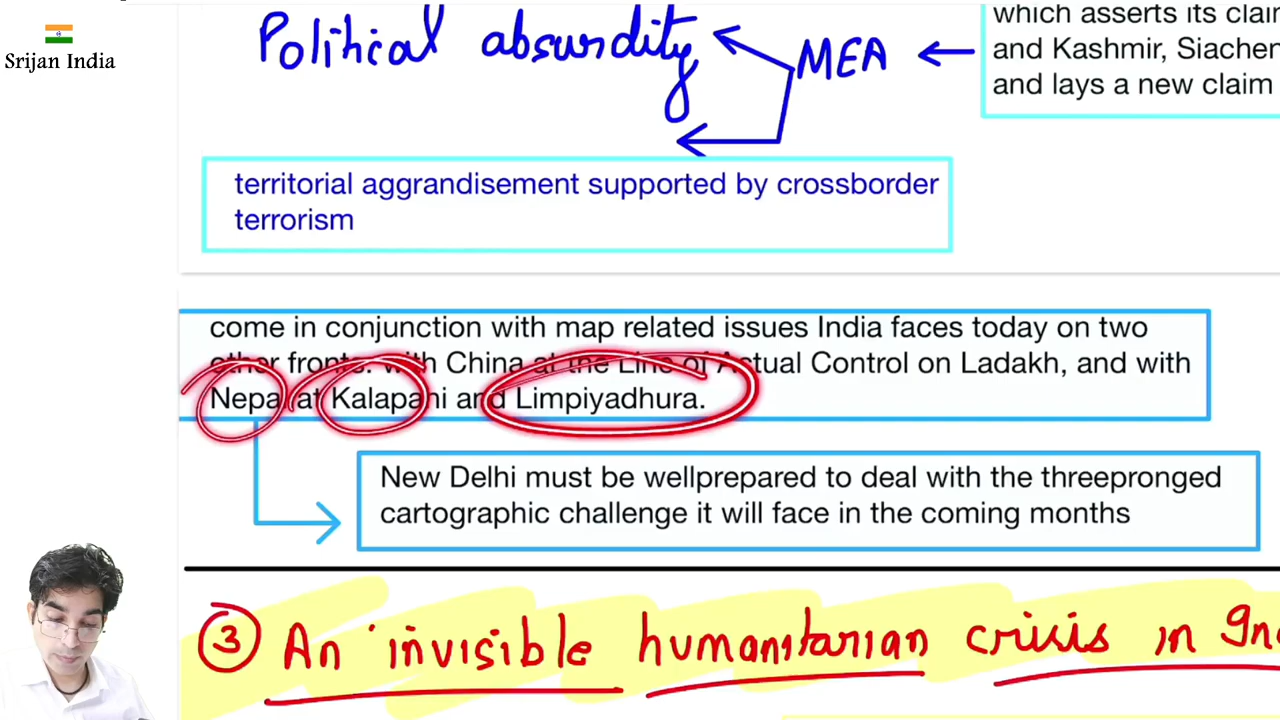 Srijan India
Political absurdity
MEA
which asserts its clai
and Kashmir, Siacher
and lays a new claim
territorial aggrandisement supported by crossborder
terrorism
come in conjunction with map related issues India faces today on two
other fronts: with China at the Line of Actual Control on Ladakh, and with
Nepal at Kalapani and Limpiyadhura.
New Delhi must be wellprepared to deal with the threepronged
cartographic challenge it will face in the coming months
3 An invisible humanitarian crisis in In